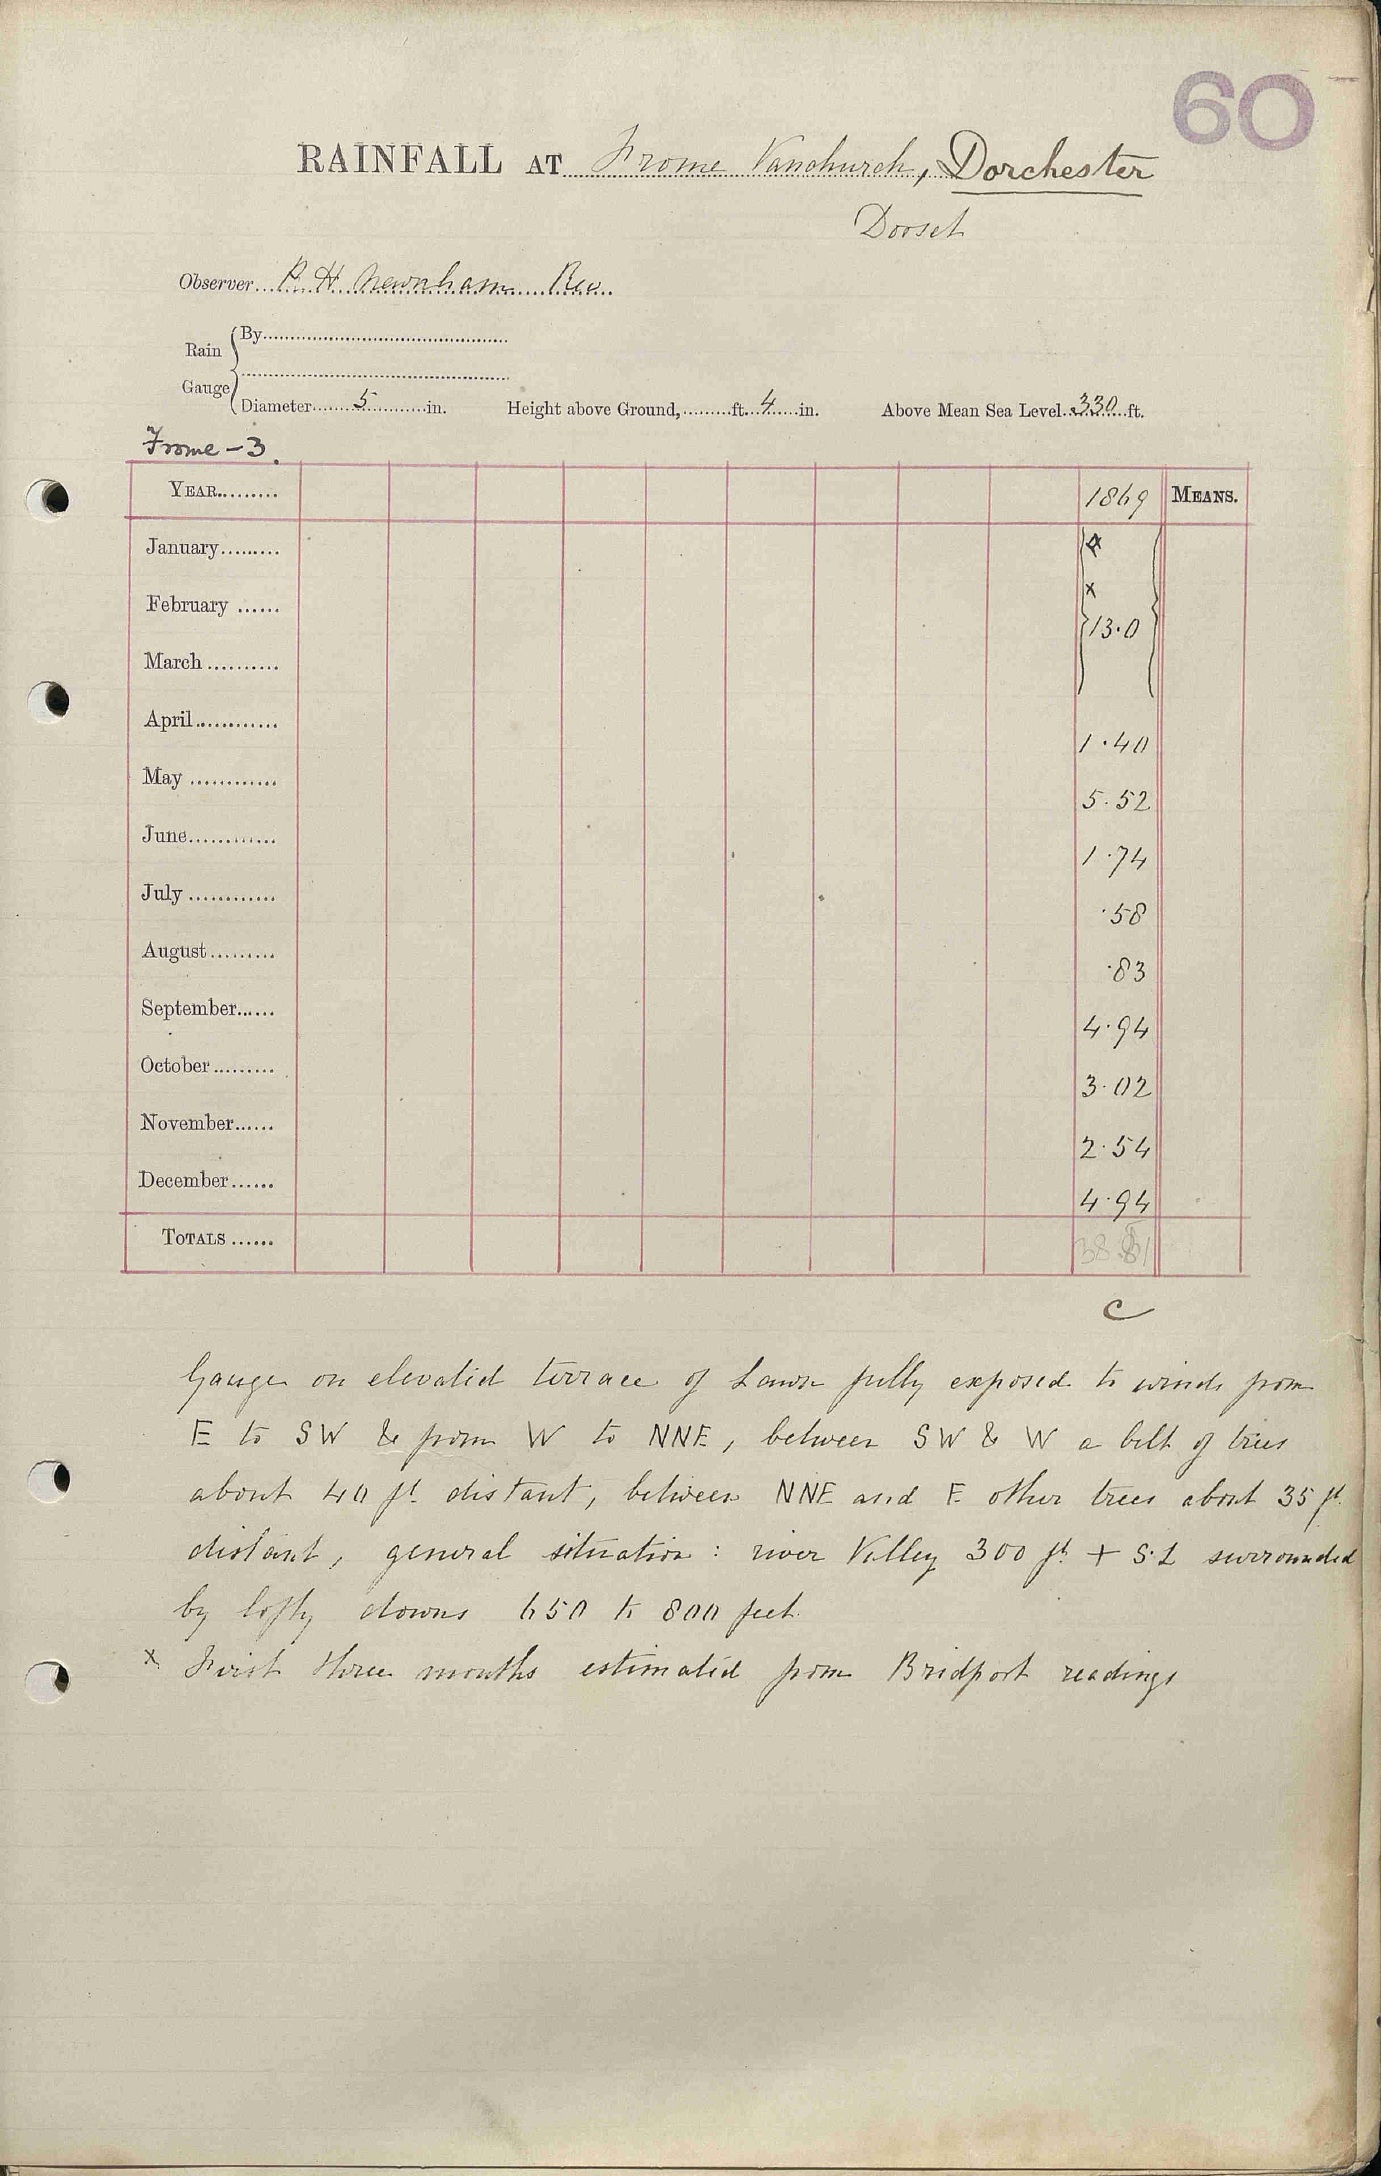 60
RAINFALL AT Frome Vanchurch, Dorchester
Dorset
Observer P. H. Newnham Rev.
Rain Gauge By
Diameter 5 in. Height above Ground, ft. 4 in. Above Mean Sea Level 330 ft.
Frome - 3.
YEAR 1869 MEANS.
January x
February x
13.0
March
April 1.40
May 5.52
June 1.74
July .58
August .83
September 4.94
October 3.02
November 2.54
December 4.94
TOTALS
C
Gauge on elevated terrace of Lawn fully exposed to winds from
E to SW & from W to NNE, between SW & W a belt of trees
about 40 ft. distant, between NNE and E other trees about 35 ft.
distant, general situation: river Valley 300 ft + S.L surrounded
by lofty downs 650 to 800 feet.
x First three months estimated from Bridport readings